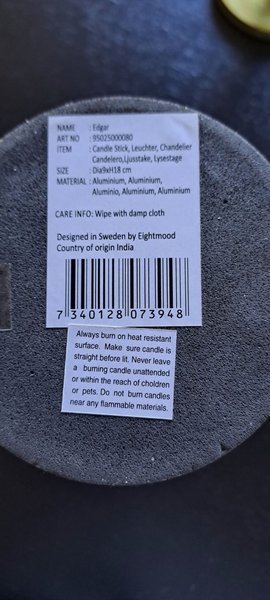 NAME : Edgar
ART NO : 95025000080
ITEM : Candle Stick, Leuchter, Chandelier
Candeiero,Ljusstake, Lysestage
SIZE : Dia9xH18 cm
MATERIAL : Aluminium, Aluminium,
Aluminio, Aluminium, Aluminium
CARE INFO: Wipe with damp cloth
Designed in Sweden by Eightmood
Country of origin India
7 340128 073948
Always burn on heat resistant
surface. Make sure candle is
straight before lit. Never leave
a burning candle unattended
or within the reach of choldren
or pets. Do not burn candles
near any flammable materials.